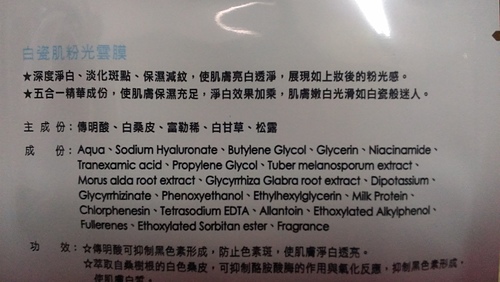 白瓷肌粉光雲膜
★深度淨白、淡化斑點、保濕減紋,使肌膚亮白透淨,展現如上妝後的粉光感。
★五合一精華成份,使肌膚保濕充足,淨白效果加乘,肌膚嫩白光滑如白瓷般迷人。
主 成 份:傳明酸、白桑皮、富勒稀、白甘草、松露
成 份:Aqua、Sodium Hyaluronate、Butylene Glycol、Glycerin、Niacinamide、
Tranexamic acid、Propylene Glycol、Tuber melanosporum extract、
Morus alda root extract、Glycyrrhiza Glabra root extract、Dipotassium、
Glycyrrhizinate、Phenoxyethanol、Ethylhexylglycerin、Milk Protein、
Chlorphenesin、Tetrasodium EDTA、Allantoin、Ethoxylated Alkylphenol、
Fullerenes、Ethoxylated Sorbitan ester、Fragrance
功 效:★傳明酸可抑制黑色素形成,防止色素斑,使肌膚淨白透亮。
★萃取自桑樹根的白色桑皮,可抑制酪胺酸酶的作用與氧化反應,抑制黑色素形成,
使肌膚白皙。